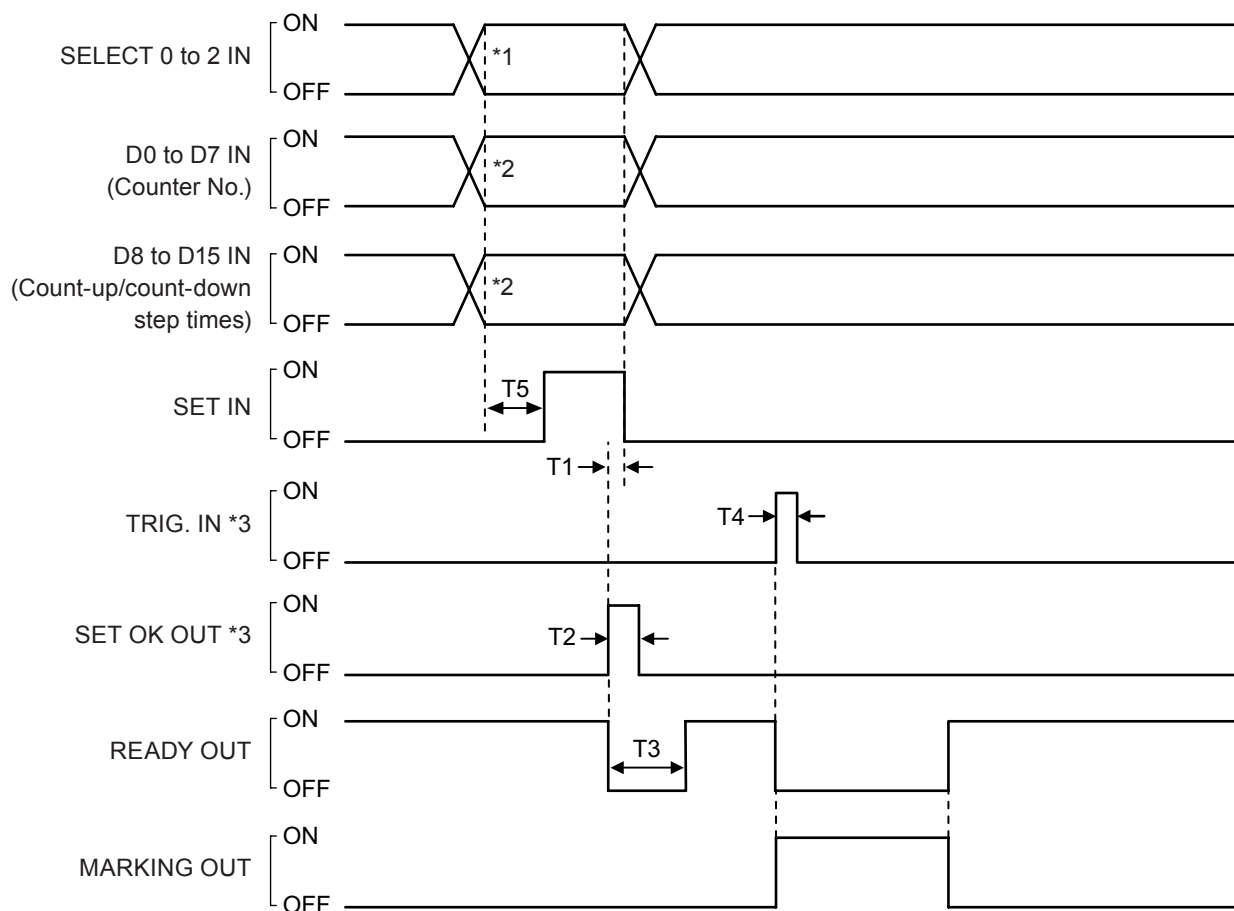 SELECT 0 to 2 IN
ON
OFF
*1
D0 to D7 IN
(Counter No.)
ON
OFF
*2
D8 to D15 IN
(Count-up/count-down
step times)
ON
OFF
*2
SET IN
ON
OFF
T5
T1
TRIG. IN *3
ON
OFF
T4
SET OK OUT *3
ON
OFF
T2
READY OUT
ON
OFF
T3
MARKING OUT
ON
OFF